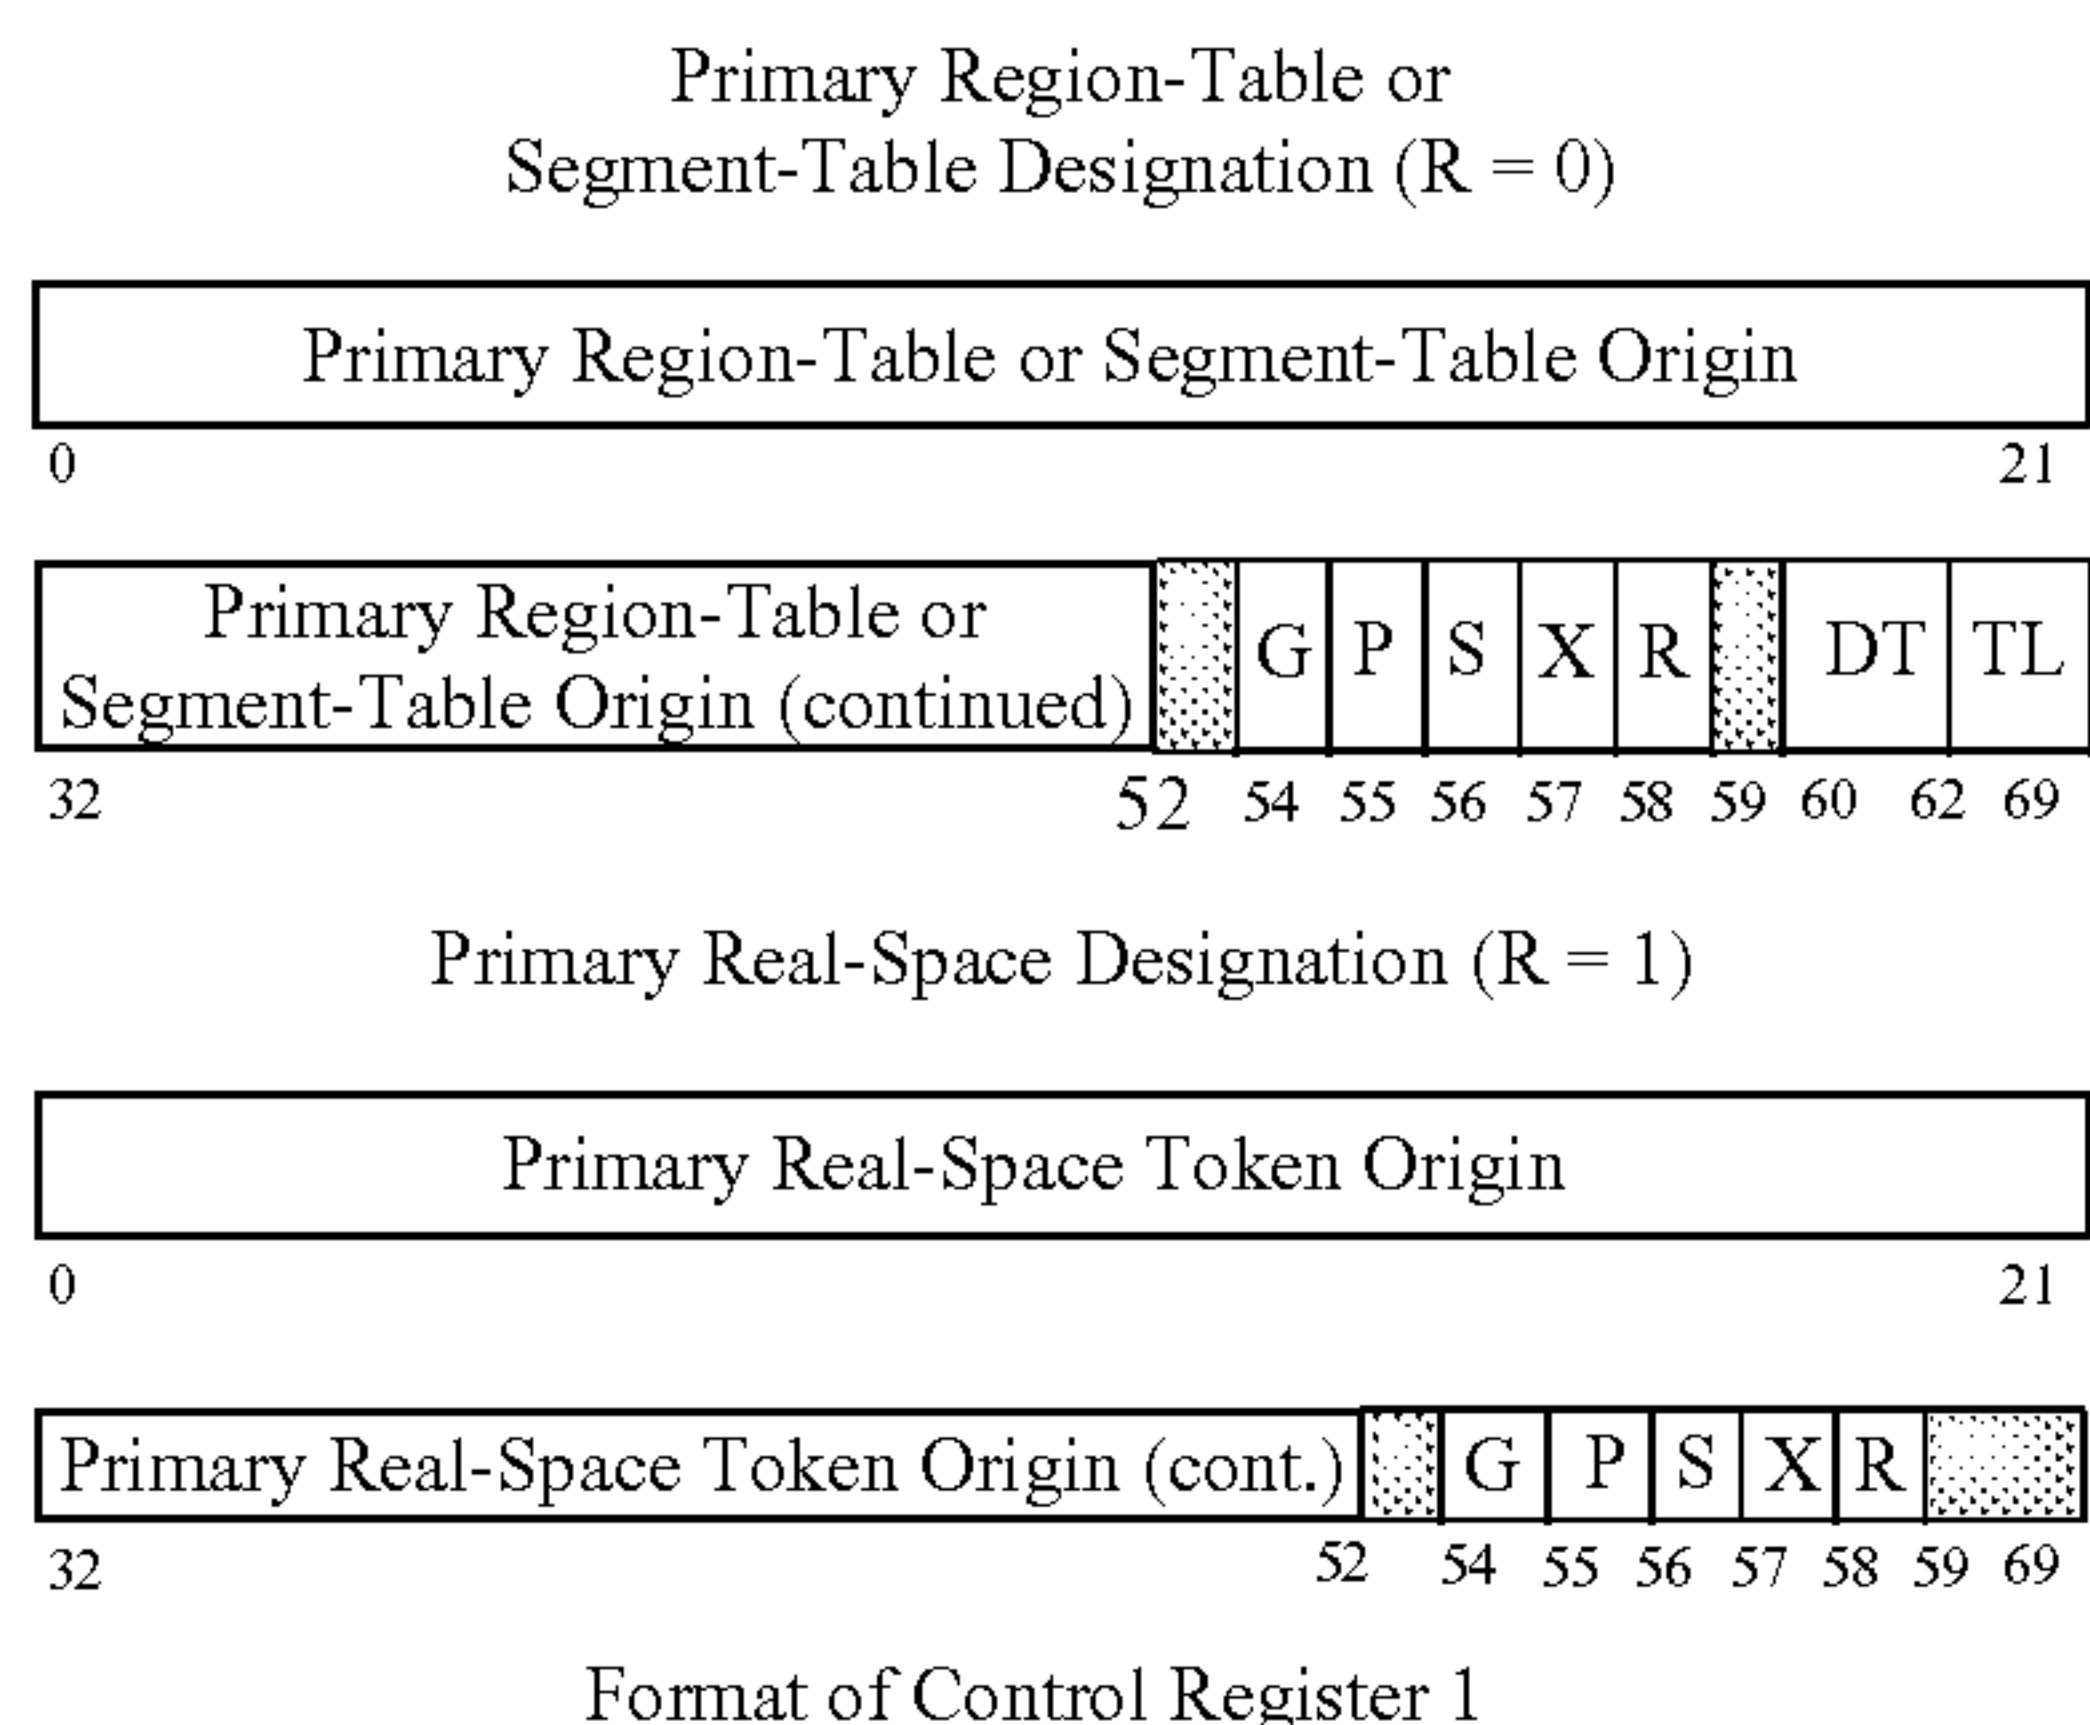 Primary Region-Table or
Segment-Table Designation (R = 0)
Primary Region-Table or Segment-Table Origin
0 21
Primary Region-Table or
Segment-Table Origin (continued)
G P S X R DT TL
32 52 54 55 56 57 58 59 60 62 69
Primary Real-Space Designation (R = 1)
Primary Real-Space Token Origin
0 21
Primary Real-Space Token Origin (cont.) G P S X R
32 52 54 55 56 57 58 59 69
Format of Control Register 1